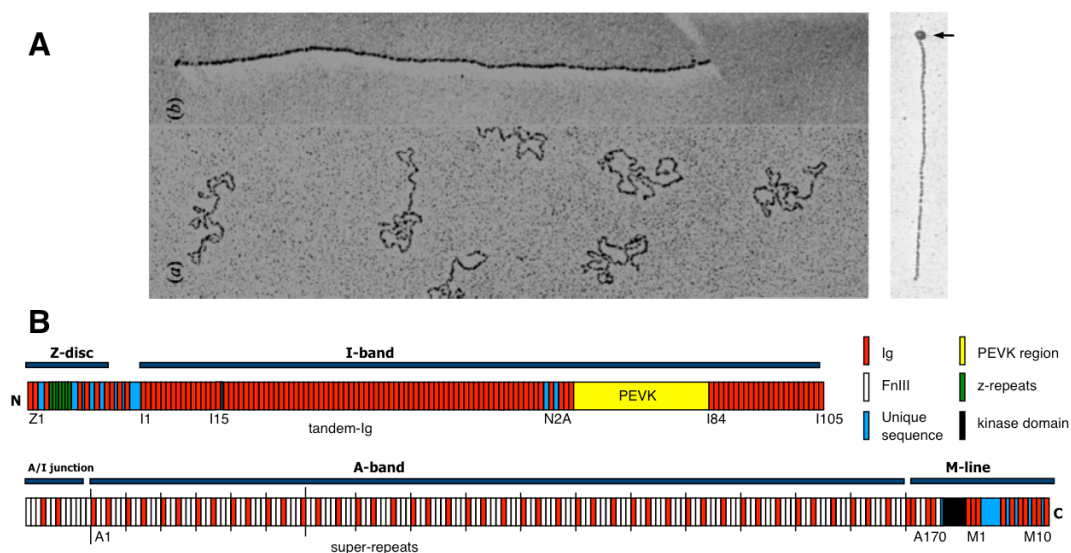 A
(b)
(a)
B
Z-disc
I-band
N
PEVK
Z1
I1
I15
tandem-Ig
N2A
I84
I105
Ig
FnIII
Unique
sequence
PEVK region
z-repeats
kinase domain
A/I junction
A-band
M-line
C
A1
super-repeats
A170
M1
M10